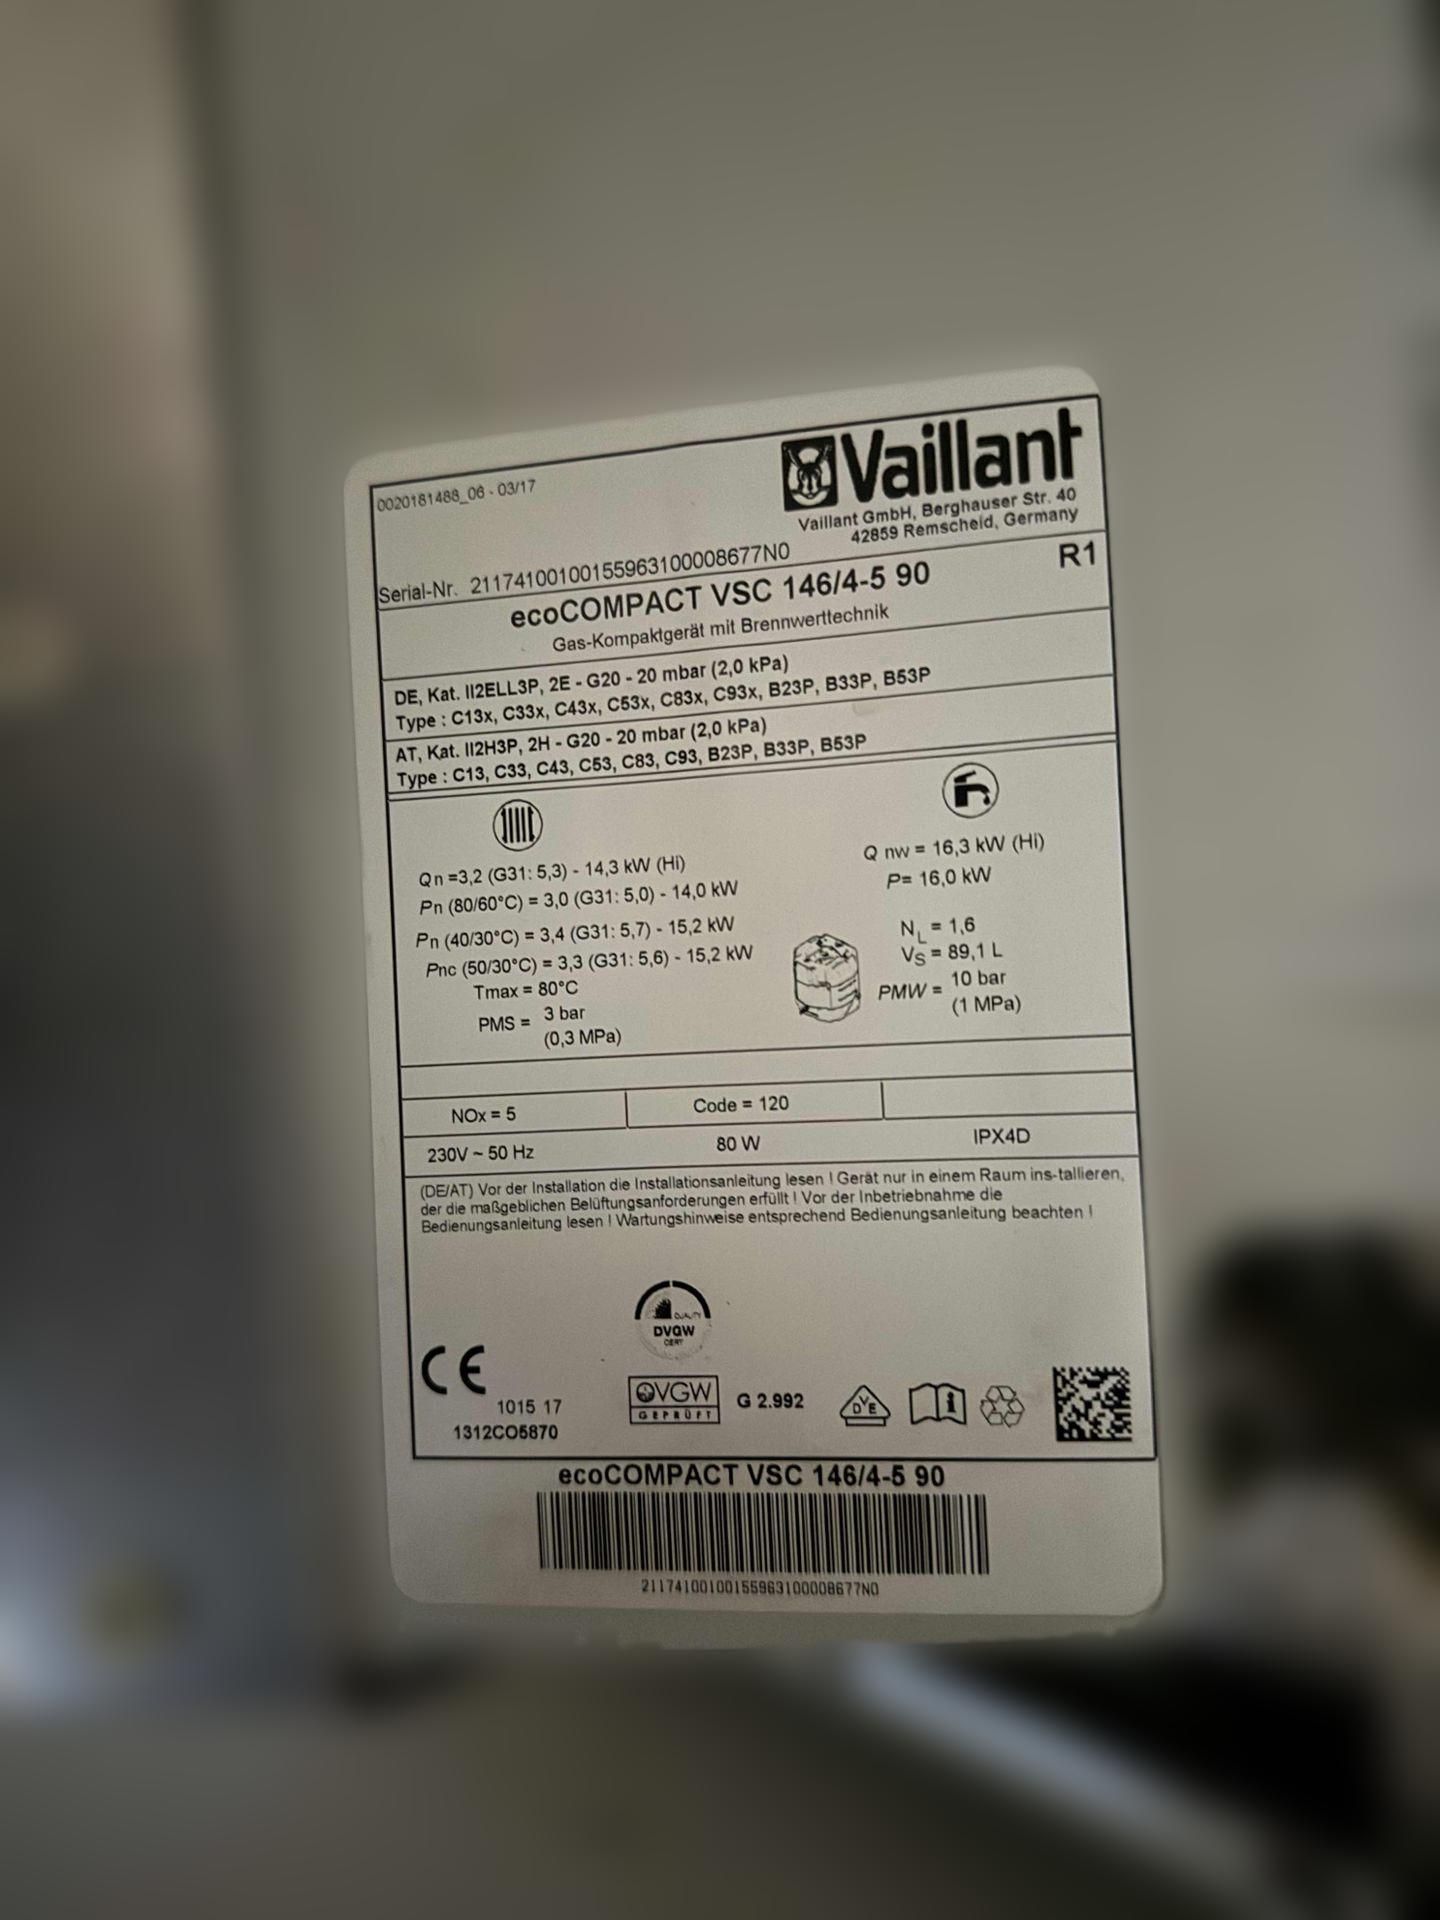 0020181488_06 - 03/17
Vaillant
Vaillant GmbH, Berghauser Str. 40
42859 Remscheid, Germany
Serial-Nr. 21174100100155963100008677N0
ecoCOMPACT VSC 146/4-5 90
R1
Gas-Kompaktgerät mit Brennwerttechnik
DE, Kat. II2ELL3P, 2E - G20 - 20 mbar (2,0 kPa)
Type : C13x, C33x, C43x, C53x, C83x, C93x, B23P, B33P, B53P
AT, Kat. II2H3P, 2H - G20 - 20 mbar (2,0 kPa)
Type : C13, C33, C43, C53, C83, C93, B23P, B33P, B53P
Qn =3,2 (G31: 5,3) - 14,3 kW (Hi)
Pn (80/60°C) = 3,0 (G31: 5,0) - 14,0 kW
Pn (40/30°C) = 3,4 (G31: 5,7) - 15,2 kW
Pnc (50/30°C) = 3,3 (G31: 5,6) - 15,2 kW
Tmax = 80°C
PMS = 3 bar
(0,3 MPa)
Q nw = 16,3 kW (Hi)
P= 16,0 kW
NL = 1,6
VS = 89,1 L
PMW = 10 bar
(1 MPa)
NOx = 5
Code = 120
230V ~ 50 Hz
80 W
IPX4D
(DE/AT) Vor der Installation die Installationsanleitung lesen ! Gerät nur in einem Raum ins-tallieren,
der die maßgeblichen Belüftungsanforderungen erfüllt ! Vor der Inbetriebnahme die
Bedienungsanleitung lesen ! Wartungshinweise entsprechend Bedienungsanleitung beachten !
QUALITY
DVGW
CERT
CE
1015 17
1312CO5870
DVGW
GEPRÜFT
G 2.992
DVE
i
ecoCOMPACT VSC 146/4-5 90
21174100100155963100008677N0